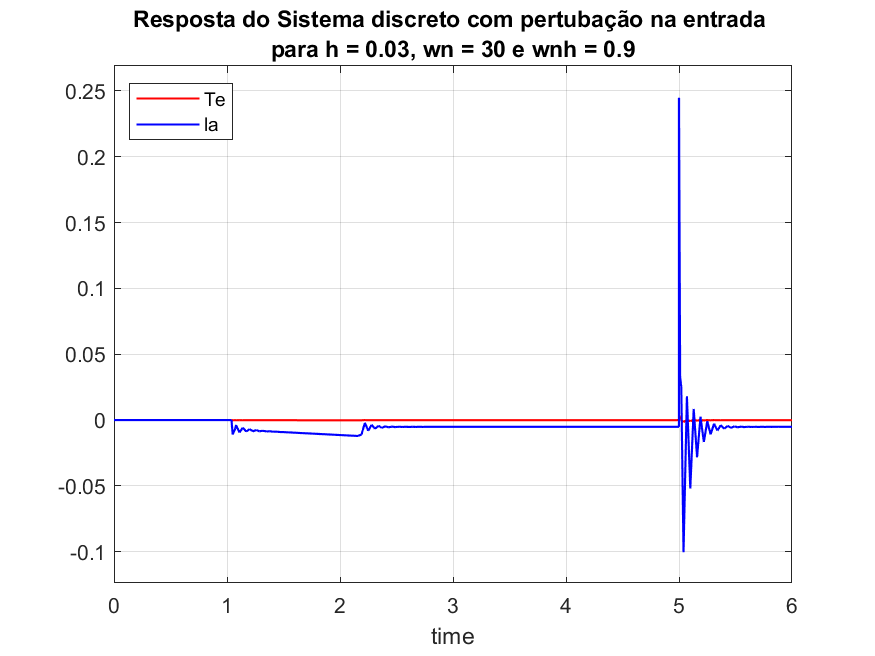 Resposta do Sistema discreto com pertubação na entrada
para h = 0.03, wn = 30 e wnh = 0.9
Te
Ia
0.25
0.2
0.15
0.1
0.05
0
-0.05
-0.1
0 1 2 3 4 5 6
time